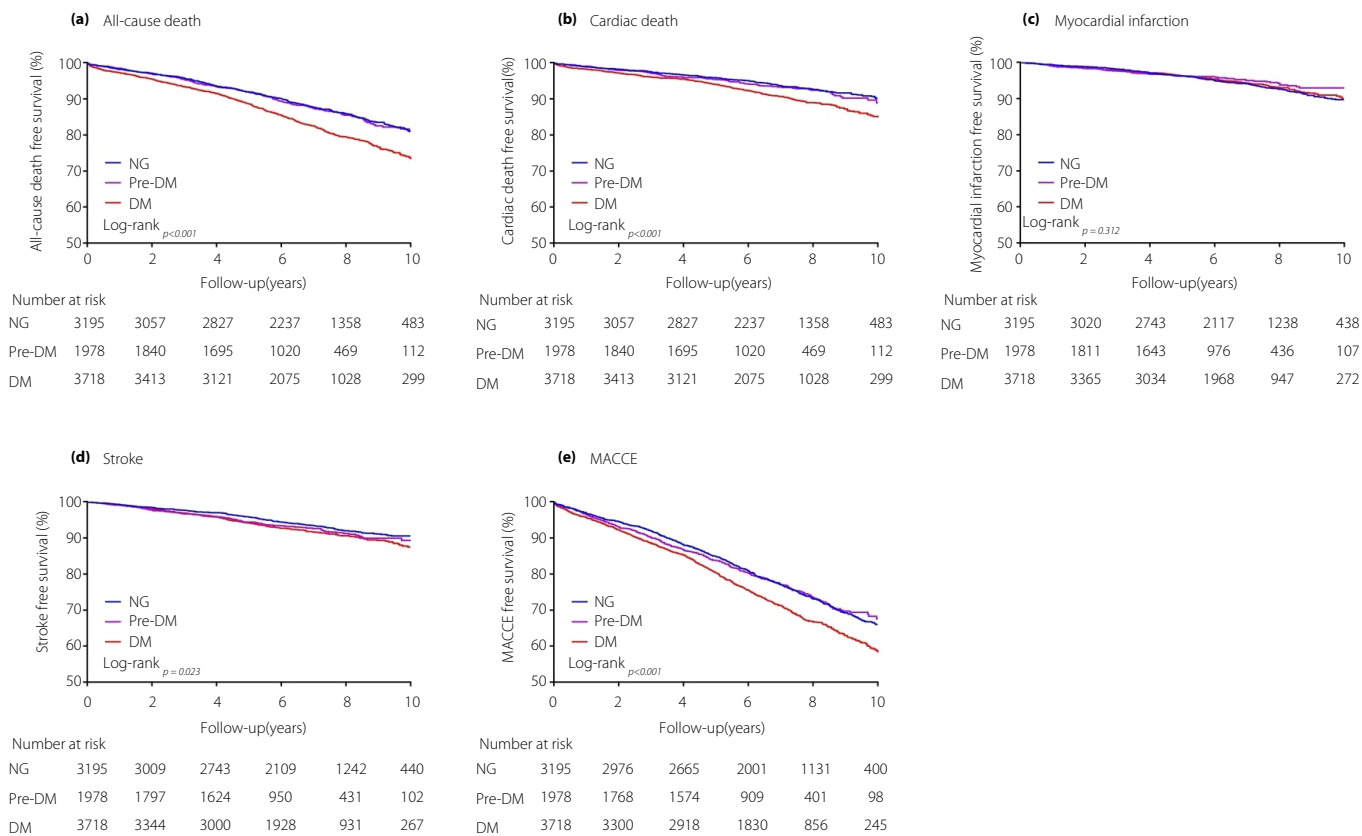 (a) All-cause death
All-cause death free survival (%)
100
90
80
70
60
50
NG
Pre-DM
DM
Log-rank p<0.001
0 2 4 6 8 10
Follow-up(years)
Number at risk
NG 3195 3057 2827 2237 1358 483
Pre-DM 1978 1840 1695 1020 469 112
DM 3718 3413 3121 2075 1028 299
(b) Cardiac death
Cardiac death free survival(%)
100
90
80
70
60
50
NG
Pre-DM
DM
Log-rank p<0.001
0 2 4 6 8 10
Follow-up(years)
Number at risk
NG 3195 3057 2827 2237 1358 483
Pre-DM 1978 1840 1695 1020 469 112
DM 3718 3413 3121 2075 1028 299
(c) Myocardial infarction
Myocardial infarction free survival (%)
100
90
80
70
60
50
NG
Pre-DM
DM
Log-rank p = 0.312
0 2 4 6 8 10
Follow-up(years)
Number at risk
NG 3195 3020 2743 2117 1238 438
Pre-DM 1978 1811 1643 976 436 107
DM 3718 3365 3034 1968 947 272
(d) Stroke
Stroke free survival (%)
100
90
80
70
60
50
NG
Pre-DM
DM
Log-rank p = 0.023
0 2 4 6 8 10
Follow-up(years)
Number at risk
NG 3195 3009 2743 2109 1242 440
Pre-DM 1978 1797 1624 950 431 102
DM 3718 3344 3000 1928 931 267
(e) MACCE
MACCE free survival (%)
100
90
80
70
60
50
NG
Pre-DM
DM
Log-rank p<0.001
0 2 4 6 8 10
Follow-up(years)
Number at risk
NG 3195 2976 2665 2001 1131 400
Pre-DM 1978 1768 1574 909 401 98
DM 3718 3300 2918 1830 856 245